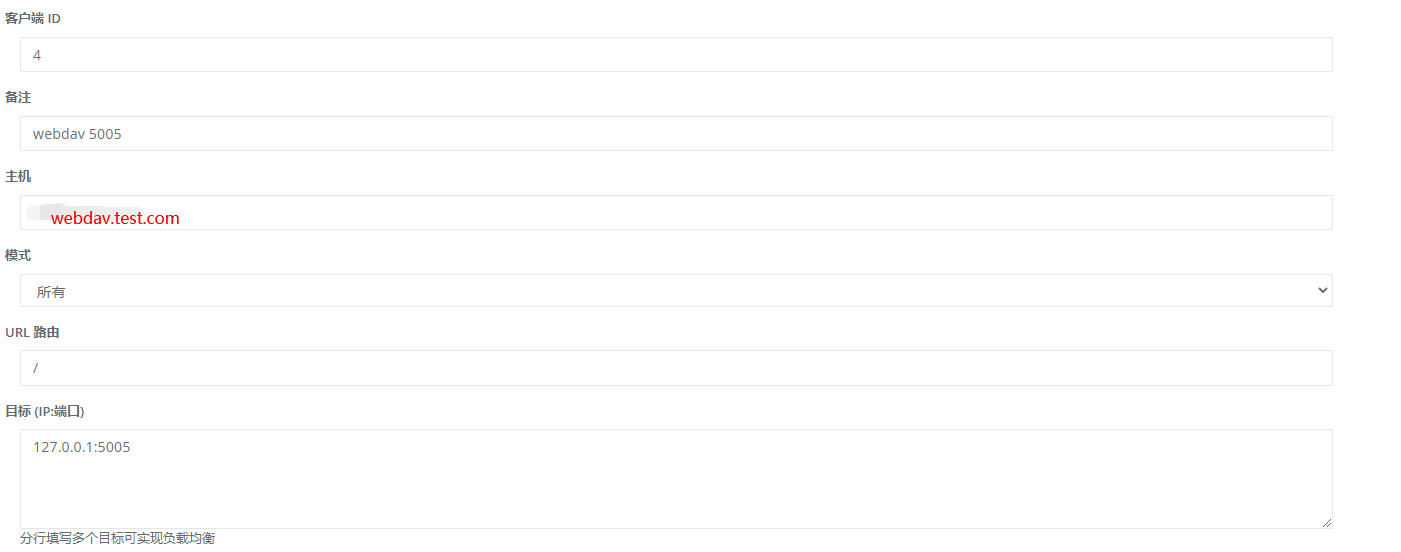 客户端 ID
4
备注
webdav 5005
主机
webdav.test.com
模式
所有
URL 路由
/
目标 (IP:端口)
127.0.0.1:5005
分行填写多个目标可实现负载均衡